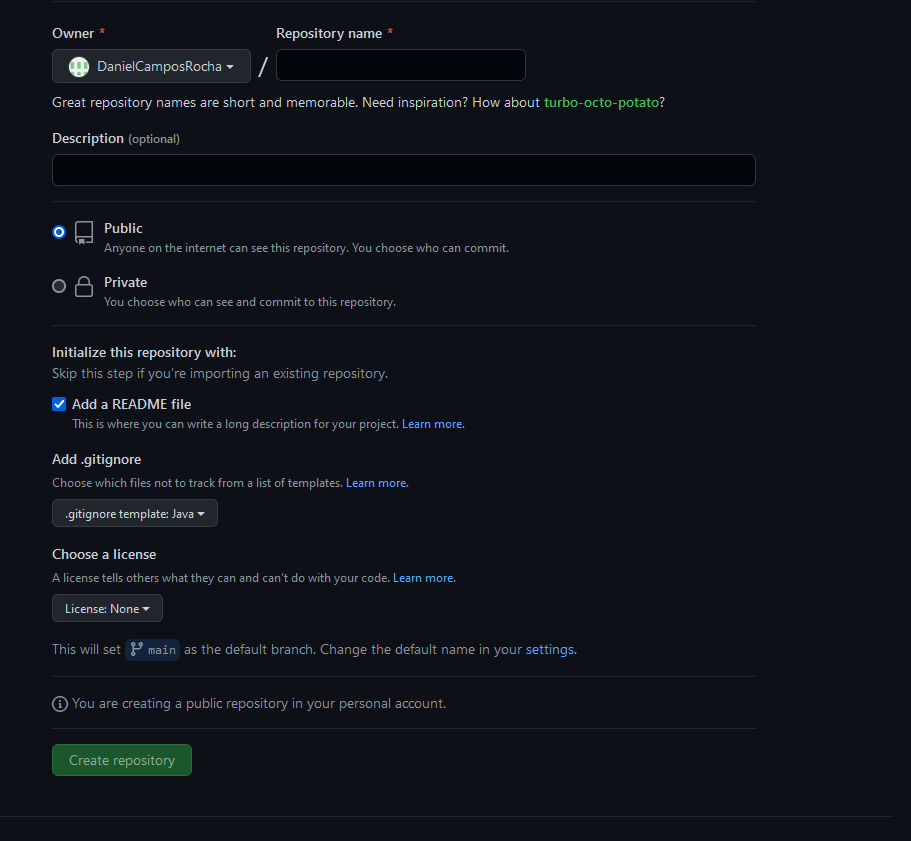 Owner *
Repository name *
DanielCamposRocha
/
Great repository names are short and memorable. Need inspiration? How about turbo-octo-potato?
Description (optional)
Public
Anyone on the internet can see this repository. You choose who can commit.
Private
You choose who can see and commit to this repository.
Initialize this repository with:
Skip this step if you’re importing an existing repository.
Add a README file
This is where you can write a long description for your project. Learn more.
Add .gitignore
Choose which files not to track from a list of templates. Learn more.
.gitignore template: Java
Choose a license
A license tells others what they can and can't do with your code. Learn more.
License: None
This will set main as the default branch. Change the default name in your settings.
You are creating a public repository in your personal account.
Create repository